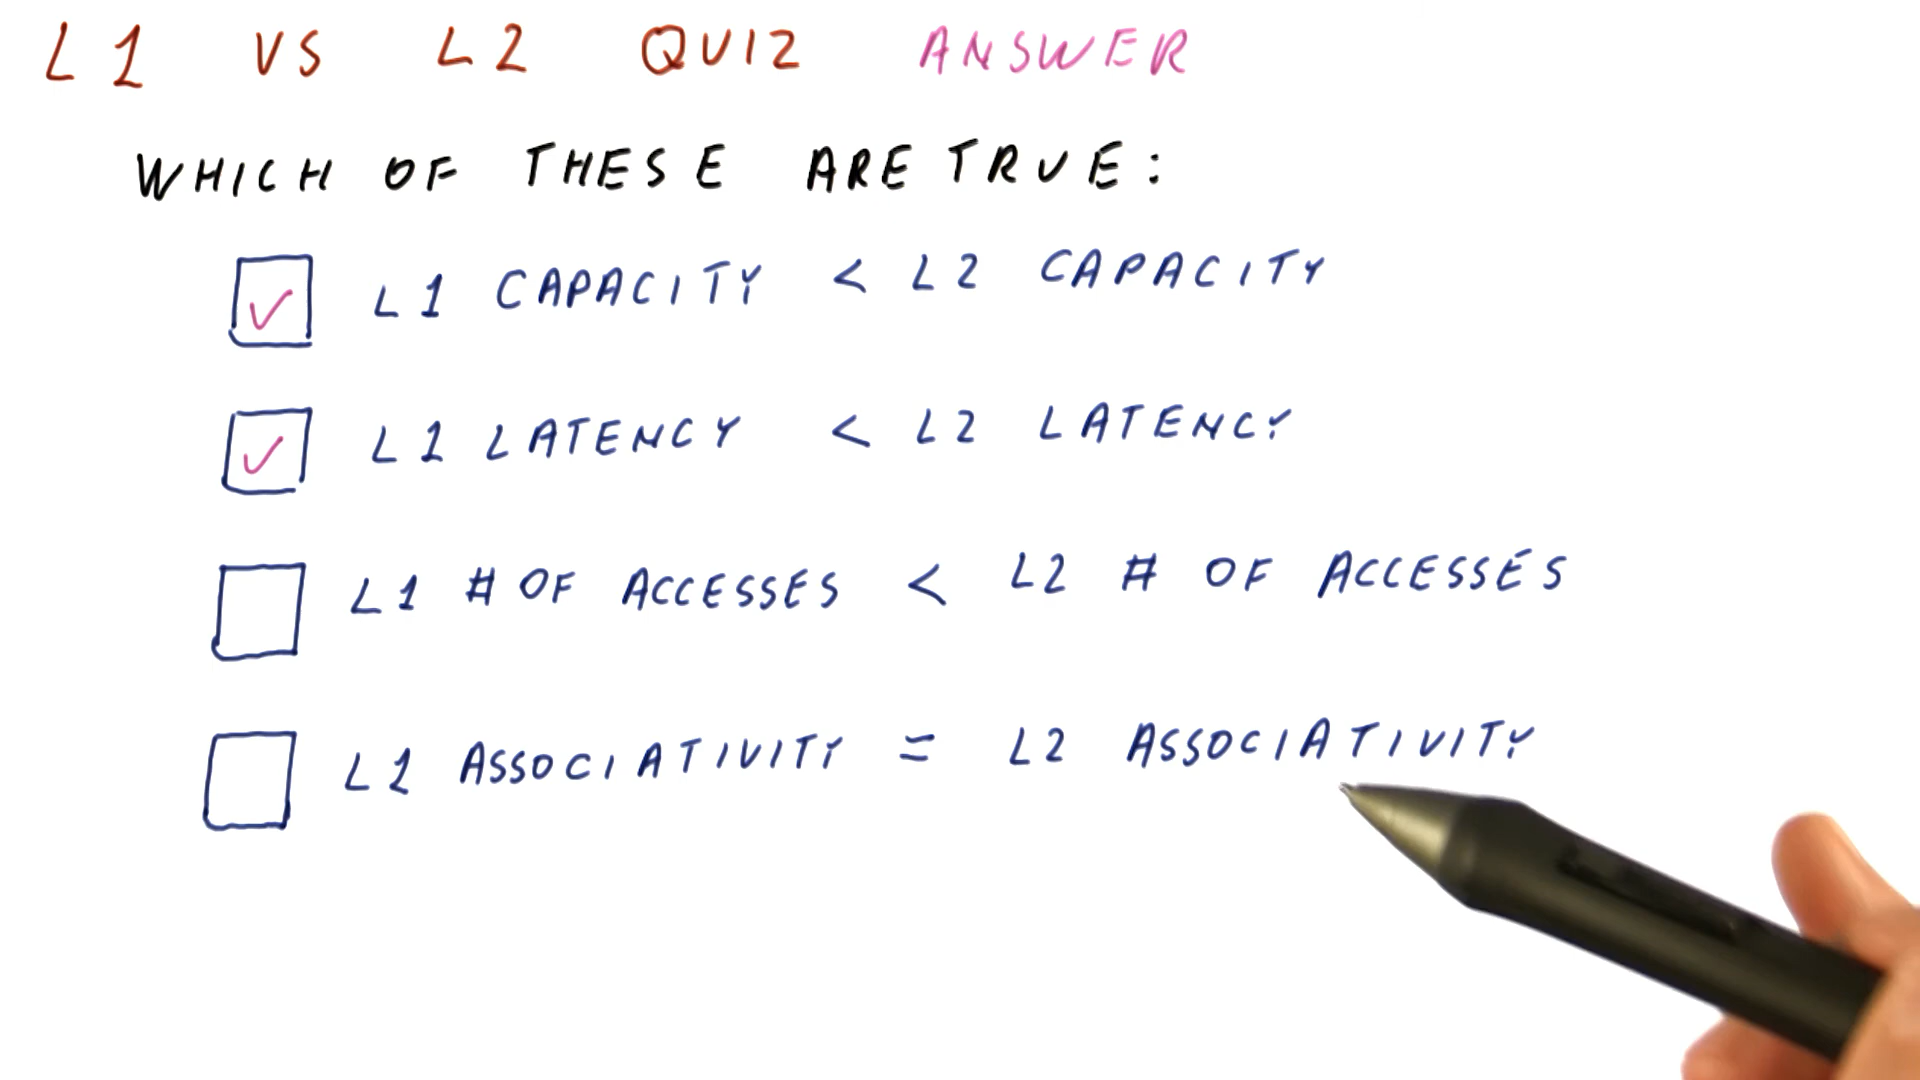 L1 VS L2 QUIZ ANSWER
WHICH OF THESE ARE TRUE:
L1 CAPACITY < L2 CAPACITY
L1 LATENCY < L2 LATENCY
L1 # OF ACCESSES < L2 # OF ACCESSES
L1 ASSOCIATIVITY = L2 ASSOCIATIVITY